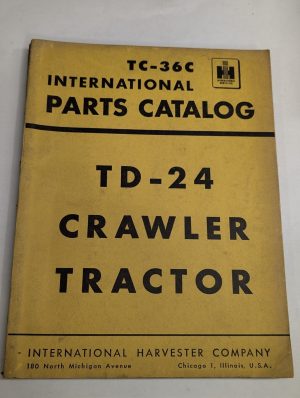 TC-36C
INTERNATIONAL
PARTS CATALOG
TD-24
CRAWLER
TRACTOR
INTERNATIONAL HARVESTER COMPANY
180 North Michigan Avenue Chicago 1, Illinois, U.S.A.